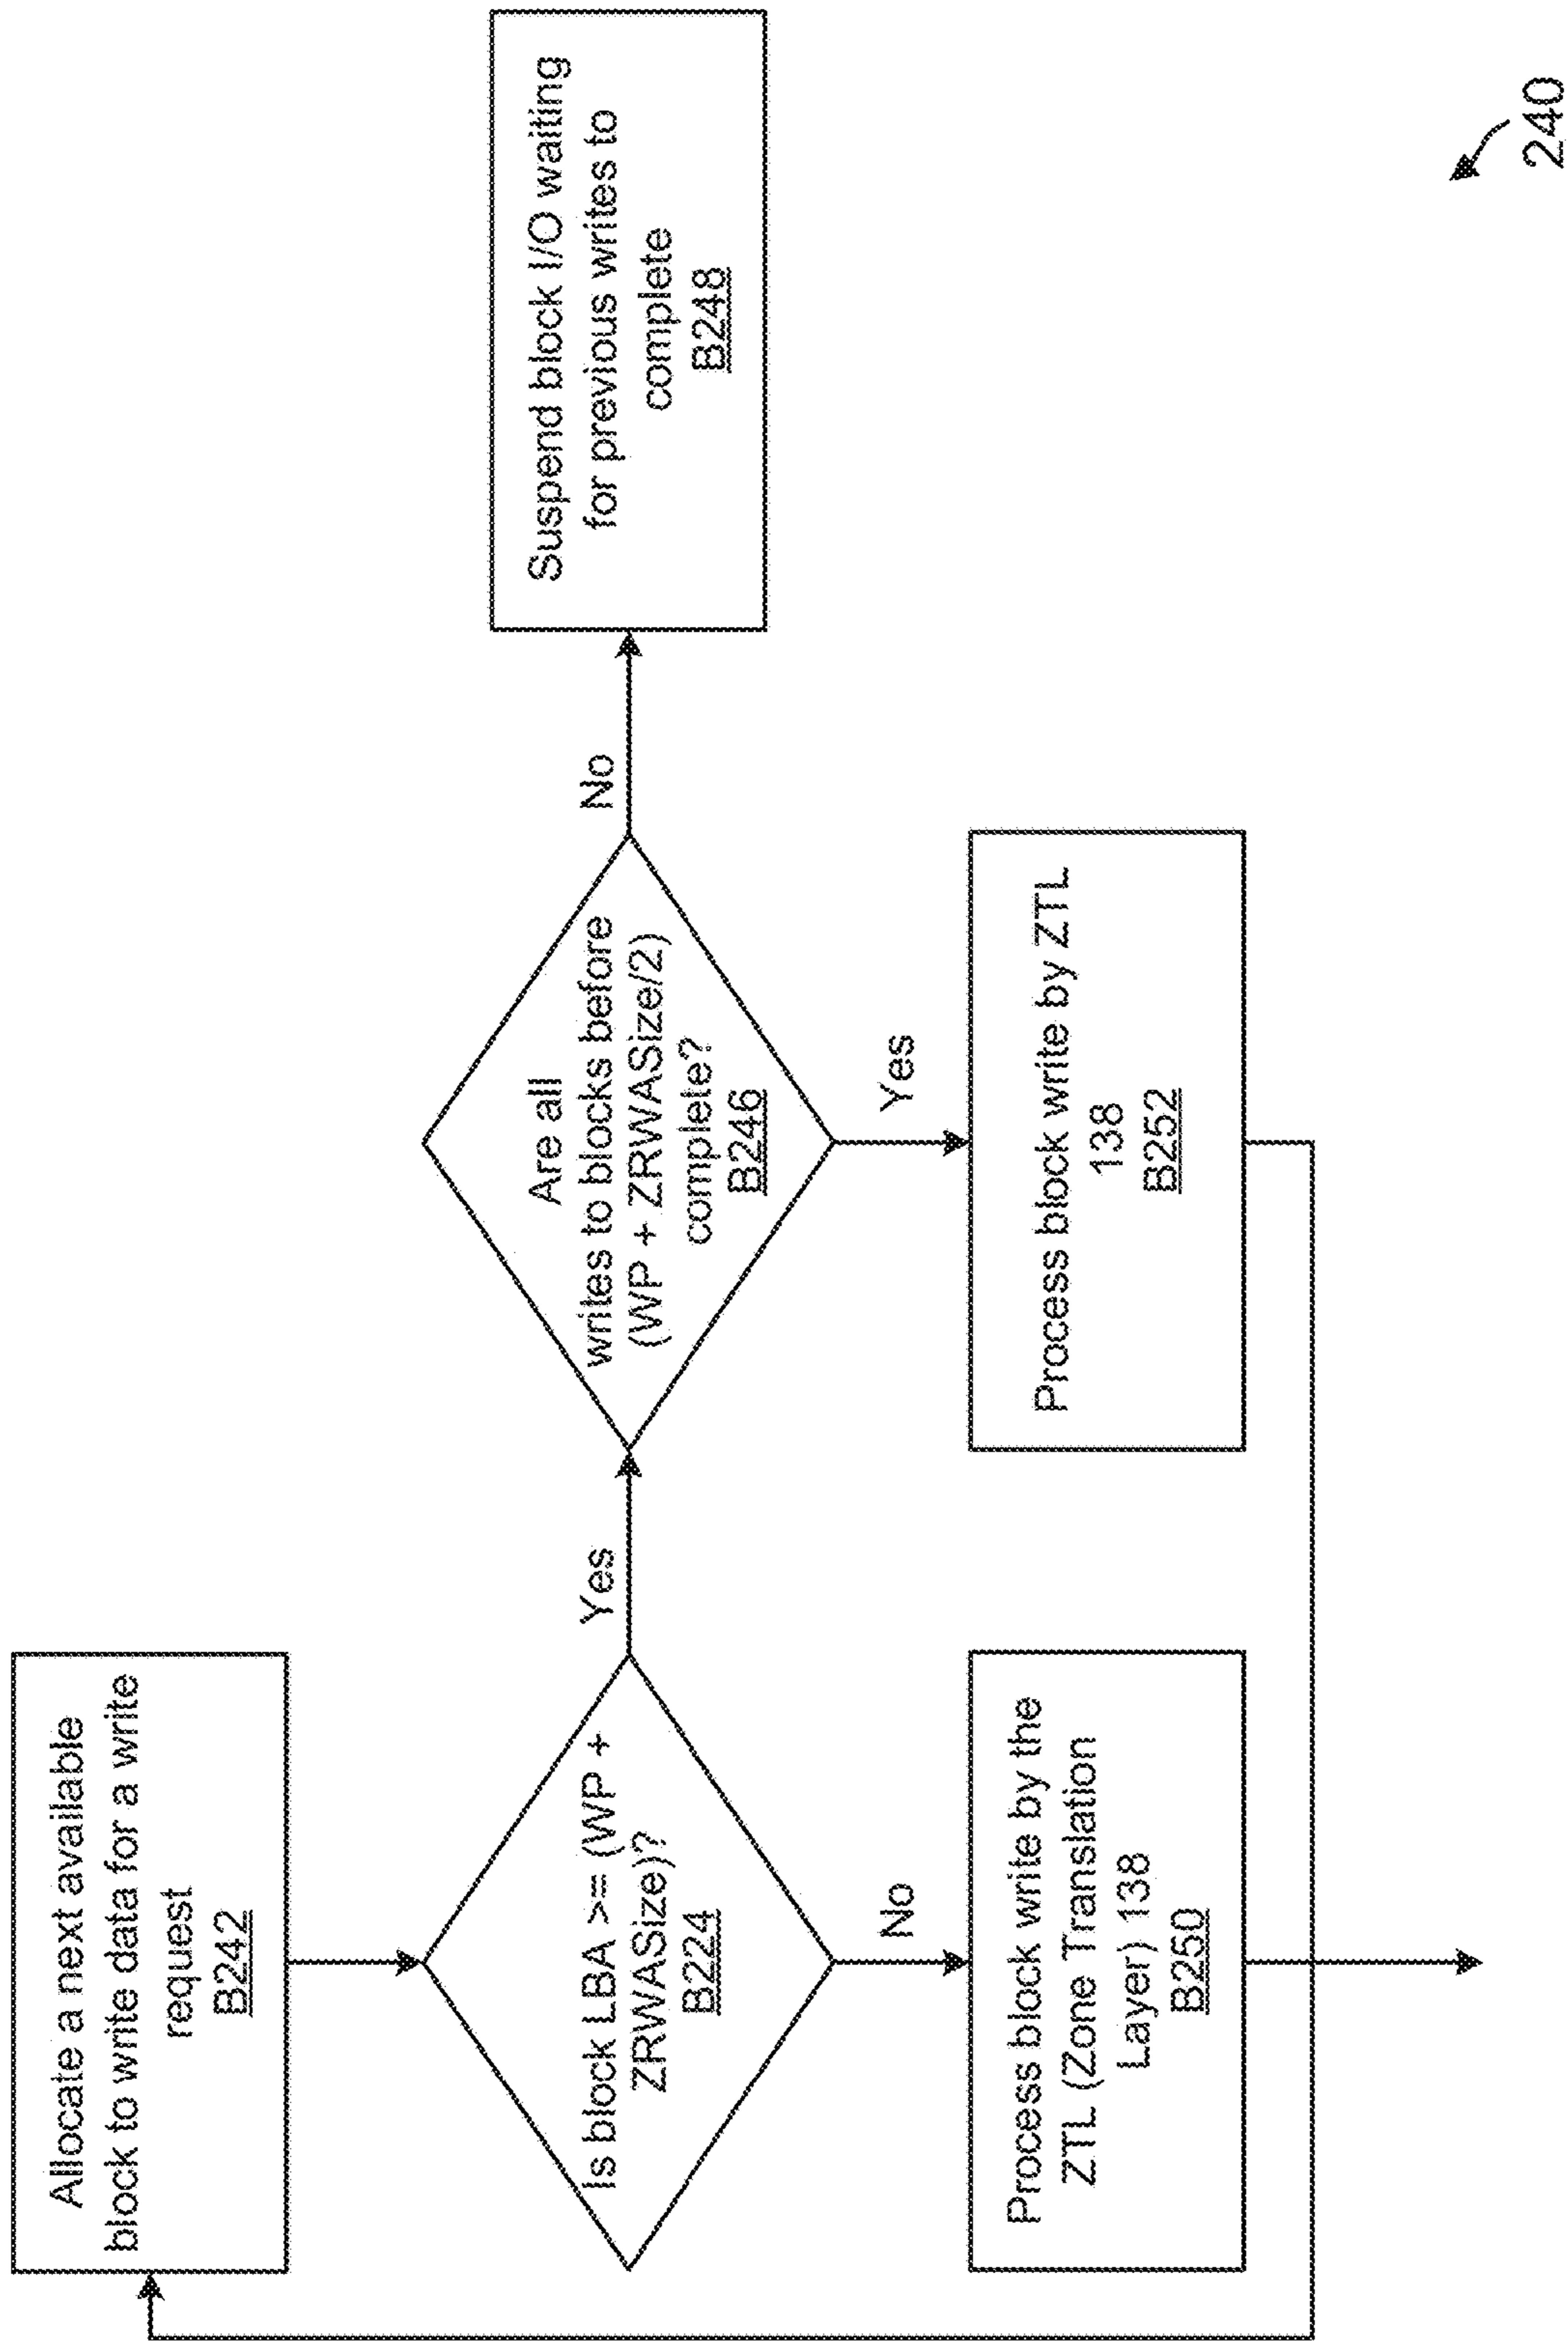 Allocate a next available
block to write data for a write
request
B242
Is block LBA >= (WP +
ZRWASize)?
B224
Yes
Are all
writes to blocks before
(WP + ZRWASize/2)
complete?
B246
No
Suspend block I/O waiting
for previous writes to
complete
B248
No
Process block write by the
ZTL (Zone Translation
Layer) 138
B250
Yes
Process block write by ZTL
138
B252
240